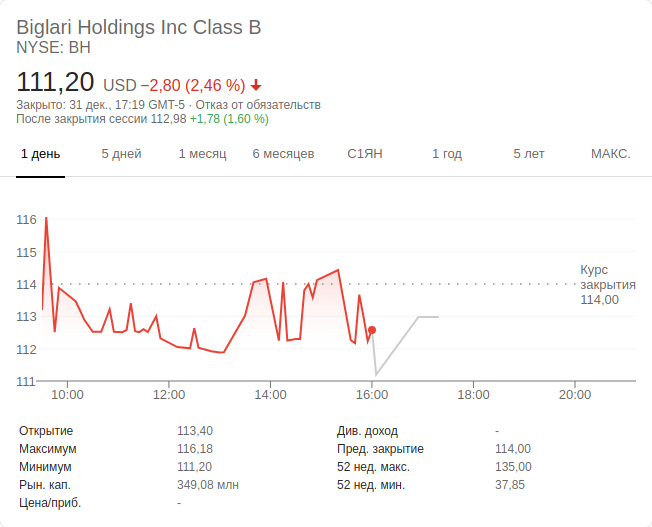 Biglari Holdings Inc Class B
NYSE: BH
111,20 USD −2,80 (2,46 %)
Закрыто: 31 дек., 17:19 GMT-5 · Отказ от обязательств
После закрытия сессии 112,98 +1,78 (1,60 %)
1 день 5 дней 1 месяц 6 месяцев С1ЯН 1 год 5 лет МАКС.
116
115
114
113
112
111
Курс
закрытия
114,00
10:00 12:00 14:00 16:00 18:00 20:00
Открытие 113,40 Див. доход -
Максимум 116,18 Пред. закрытие 114,00
Минимум 111,20 52 нед. макс. 135,00
Рын. кап. 349,08 млн 52 нед. мин. 37,85
Цена/приб. -